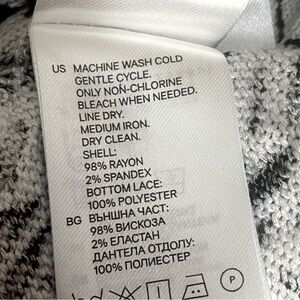 US MACHINE WASH COLD
GENTLE CYCLE.
ONLY NON-CHLORINE
BLEACH WHEN NEEDED.
LINE DRY.
MEDIUM IRON.
DRY CLEAN.
SHELL:
98% RAYON
2% SPANDEX
BOTTOM LACE:
100% POLYESTER
BG ВЪНШНА ЧАСТ:
98% ВИСКОЗА
2% ЕЛАСТАН
ДАНТЕЛА ОТДОЛУ:
100% ПОЛИЕСТЕР
P